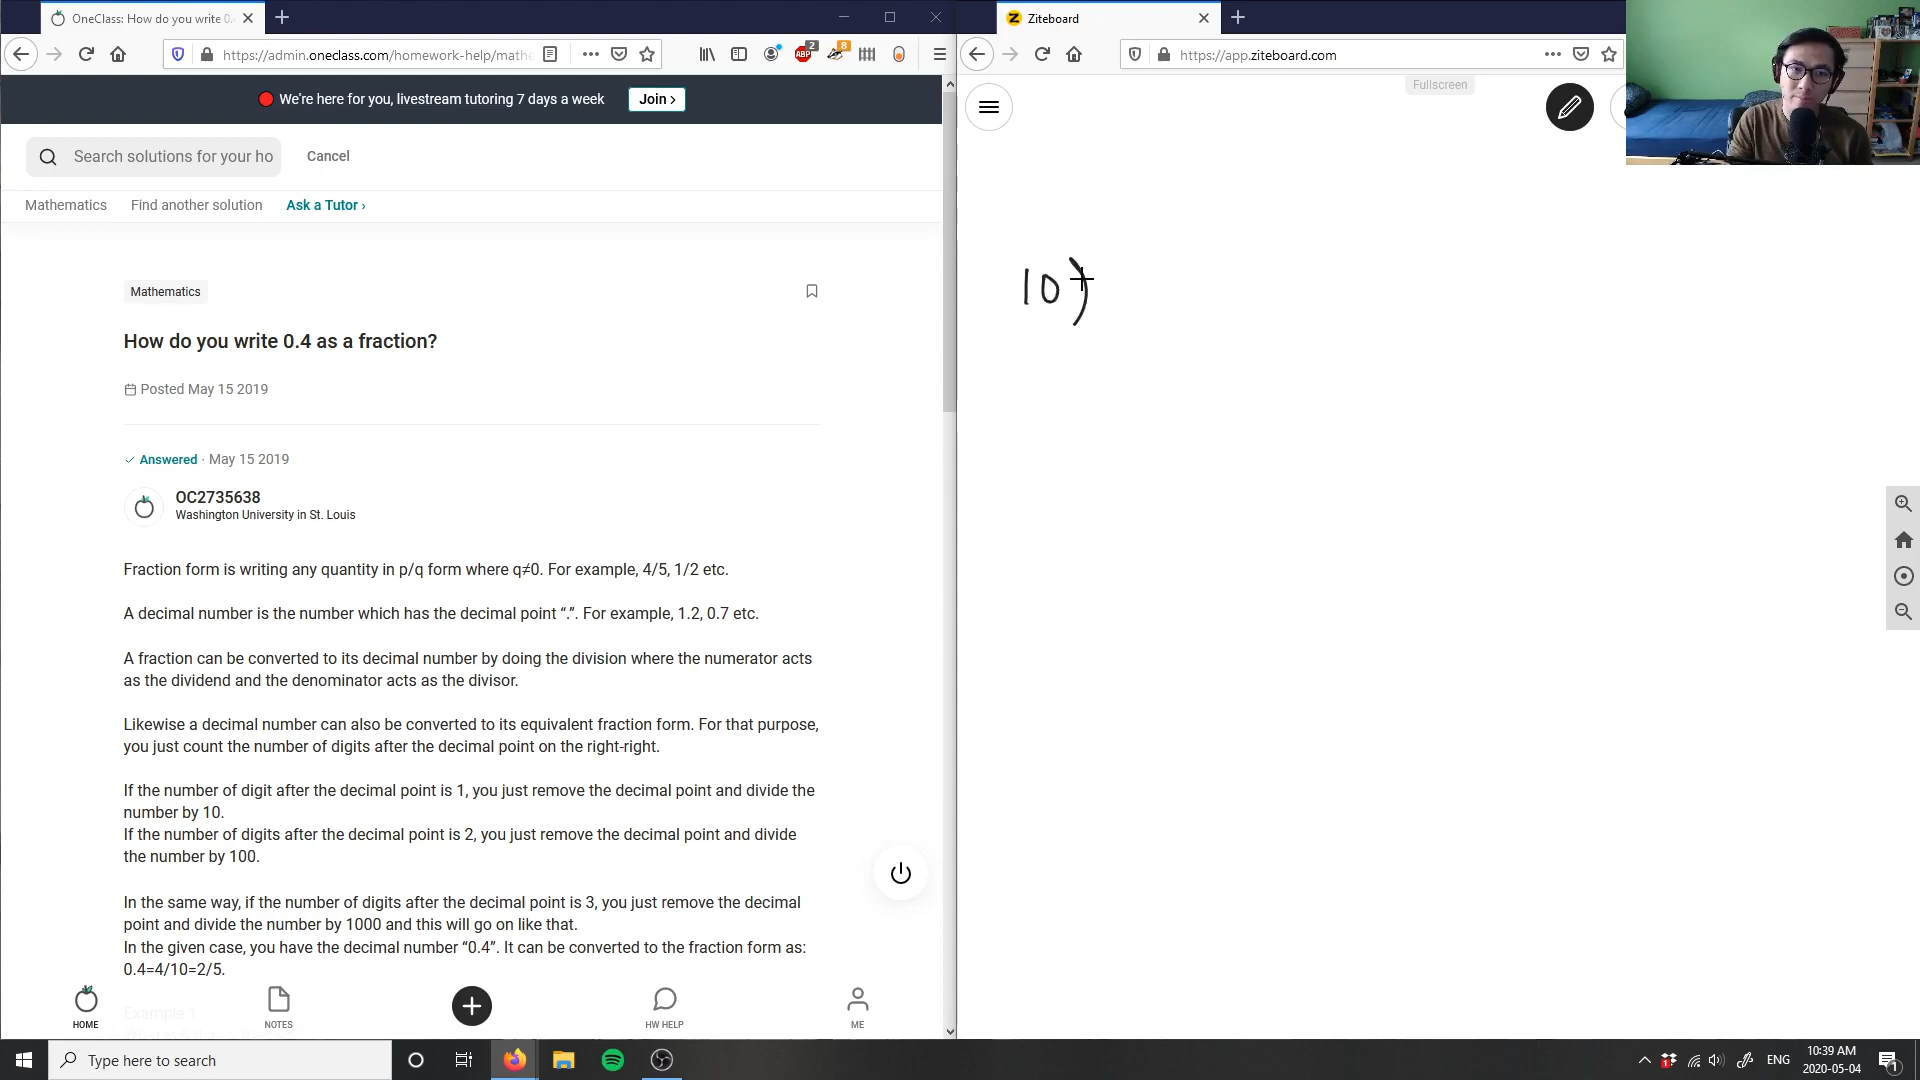 OneClass: How do you write 0.
Ziteboard
https://admin.oneclass.com/homework-help/mathe
2
8
https://app.ziteboard.com
Fullscreen
We're here for you, livestream tutoring 7 days a week
Join ›
Search solutions for your ho
Cancel
Mathematics
Find another solution
Ask a Tutor ›
Mathematics
How do you write 0.4 as a fraction?
Posted May 15 2019
Answered · May 15 2019
OC2735638
Washington University in St. Louis
Fraction form is writing any quantity in p/q form where q≠0. For example, 4/5, 1/2 etc.
A decimal number is the number which has the decimal point “.”. For example, 1.2, 0.7 etc.
A fraction can be converted to its decimal number by doing the division where the numerator acts
as the dividend and the denominator acts as the divisor.
Likewise a decimal number can also be converted to its equivalent fraction form. For that purpose,
you just count the number of digits after the decimal point on the right-right.
If the number of digit after the decimal point is 1, you just remove the decimal point and divide the
number by 10.
If the number of digits after the decimal point is 2, you just remove the decimal point and divide
the number by 100.
In the same way, if the number of digits after the decimal point is 3, you just remove the decimal
point and divide the number by 1000 and this will go on like that.
In the given case, you have the decimal number “0.4”. It can be converted to the fraction form as:
0.4=4/10=2/5.
Example 1
HOME
NOTES
HW HELP
ME
10)
Type here to search
ENG
10:39 AM
2020-05-04
1
1